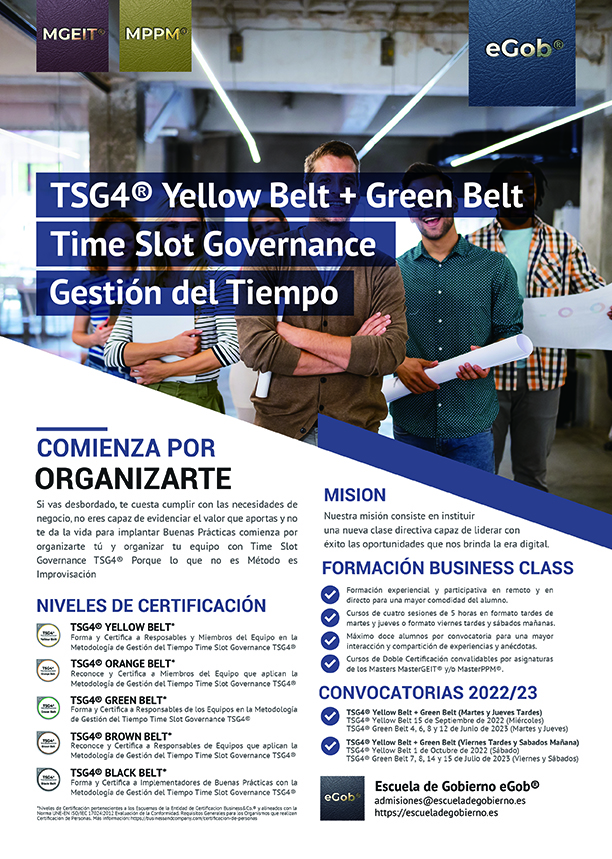 MGEIT®
MPPM®
eGob®
TSG4® Yellow Belt + Green Belt
Time Slot Governance
Gestión del Tiempo
COMIENZA POR
ORGANIZARTE
Si vas desbordado, te cuesta cumplir con las necesidades de
negocio, no eres capaz de evidenciar el valor que aportas y no
te da la vida para implantar Buenas Prácticas comienza por
organizarte tú y organizar tu equipo con Time Slot
Governance TSG4® Porque lo que no es Método es
Improvisación
NIVELES DE CERTIFICACIÓN
TSG4® YELLOW BELT*
Forma y Certifica a Resposables y Miembros del Equipo en la
Metodología de Gestión del Tiempo Time Slot Governance TSG4®
TSG4® ORANGE BELT*
Reconoce y Certifica a Miembros del Equipo que aplican la
Metodología de Gestión del Tiempo Time Slot Governance TSG4®
TSG4® GREEN BELT*
Forma y Certifica a Responsables de los Equipos en la Metodología
de Gestión del Tiempo Time Slot Governance TSG4®
TSG4® BROWN BELT*
Reconoce y Certifica a Responsables de Equipos que aplican la
Metodología de Gestión del Tiempo Time Slot Governance TSG4®
TSG4® BLACK BELT*
Forma y Certifica a Implementadores de Buenas Prácticas con la
Metodología de Gestión del Tiempo Time Slot Governance TSG4®
*Niveles de Certificación pertenecientes a los Esquemas de la Entidad de Certificacion Business&Co.® y alineados con la
Norma UNE-EN ISO/IEC 17024:2012 Evaluación de la Conformidad. Requisitos Generales para los Organismos que realizan
Certificación de Personas. Más información: https://businessandcompany.com/certificacion-de-personas
MISION
Nuestra misión consiste en instituir
una nueva clase directiva capaz de liderar con
éxito las oportunidades que nos brinda la era digital.
FORMACIÓN BUSINESS CLASS
Formación experiencial y participativa en remoto y en
directo para una mayor comodidad del alumno.
Cursos de cuatro sesiones de 5 horas en formato tardes de
martes y jueves o formato viernes tardes y sábados mañanas.
Máximo doce alumnos por convocatoria para una mayor
interacción y compartición de experiencias y anécdotas.
Cursos de Doble Certificación convalidables por asignaturas
de los Masters MasterGEIT® y/o MasterPPM®.
CONVOCATORIAS 2022/23
TSG4® Yellow Belt + Green Belt (Martes y Jueves Tardes)
TSG4® Yellow Belt 15 de Septiembre de 2022 (Miércoles)
TSG4® Green Belt 4, 6, 8 y 12 de Junio de 2023 (Martes y Jueves)
TSG4® Yellow Belt + Green Belt (Viernes Tardes y Sabados Mañana)
TSG4® Yellow Belt 1 de Octubre de 2022 (Sábado)
TSG4® Green Belt 7, 8, 14 y 15 de Julio de 2023 (Viernes y Sábados)
eGob®
Escuela de Gobierno eGob®
admisiones@escueladegobierno.es
https://escueladegobierno.es